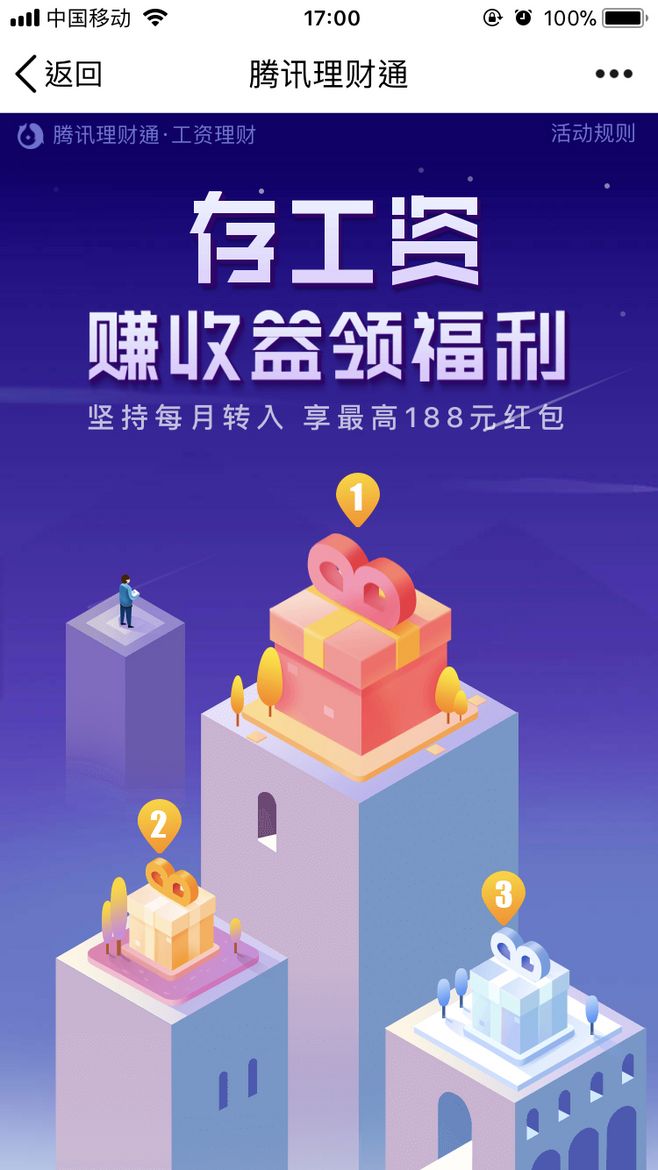 中国移动 17:00 100%
返回 腾讯理财通
腾讯理财通·工资理财 活动规则
存工资
赚收益领福利
坚持每月转入 享最高188元红包
1
2
3